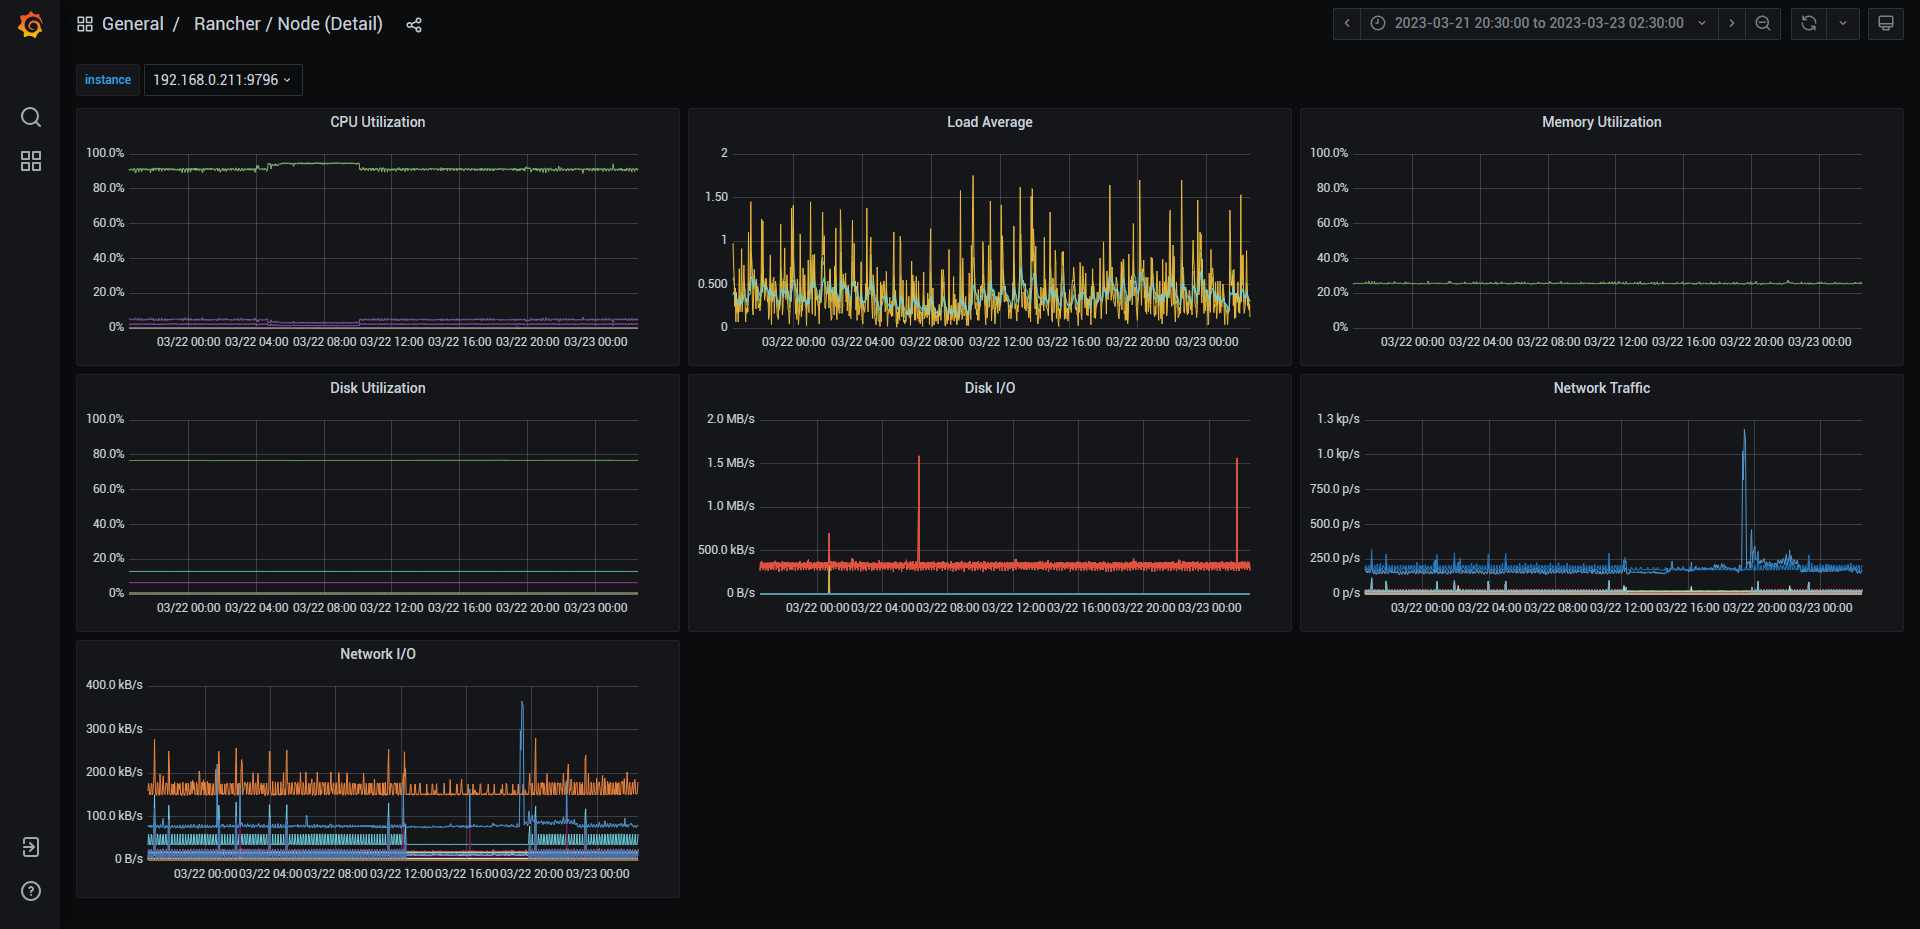 General / Rancher / Node (Detail)
2023-03-21 20:30:00 to 2023-03-23 02:30:00
instance 192.168.0.211:9796
CPU Utilization
100.0%
80.0%
60.0%
40.0%
20.0%
0%
03/22 00:00 03/22 04:00 03/22 08:00 03/22 12:00 03/22 16:00 03/22 20:00 03/23 00:00
Load Average
2
1.50
1
0.500
0
03/22 00:00 03/22 04:00 03/22 08:00 03/22 12:00 03/22 16:00 03/22 20:00 03/23 00:00
Memory Utilization
100.0%
80.0%
60.0%
40.0%
20.0%
0%
03/22 00:00 03/22 04:00 03/22 08:00 03/22 12:00 03/22 16:00 03/22 20:00 03/23 00:00
Disk Utilization
100.0%
80.0%
60.0%
40.0%
20.0%
0%
03/22 00:00 03/22 04:00 03/22 08:00 03/22 12:00 03/22 16:00 03/22 20:00 03/23 00:00
Disk I/O
2.0 MB/s
1.5 MB/s
1.0 MB/s
500.0 kB/s
0 B/s
03/22 00:00 03/22 04:00 03/22 08:00 03/22 12:00 03/22 16:00 03/22 20:00 03/23 00:00
Network Traffic
1.3 kp/s
1.0 kp/s
750.0 p/s
500.0 p/s
250.0 p/s
0 p/s
03/22 00:00 03/22 04:00 03/22 08:00 03/22 12:00 03/22 16:00 03/22 20:00 03/23 00:00
Network I/O
400.0 kB/s
300.0 kB/s
200.0 kB/s
100.0 kB/s
0 B/s
03/22 00:00 03/22 04:00 03/22 08:00 03/22 12:00 03/22 16:00 03/22 20:00 03/23 00:00